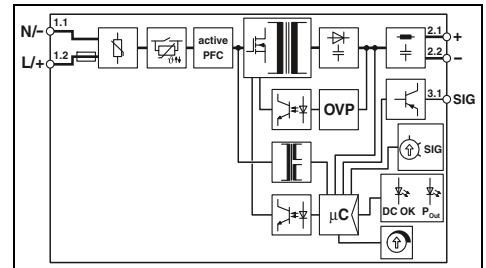 N/- 1.1
L/+ 1.2
active
PFC
2.1 +
2.2 -
OVP
3.1 SIG
SIG
µC
DC OK P Out
ϑ